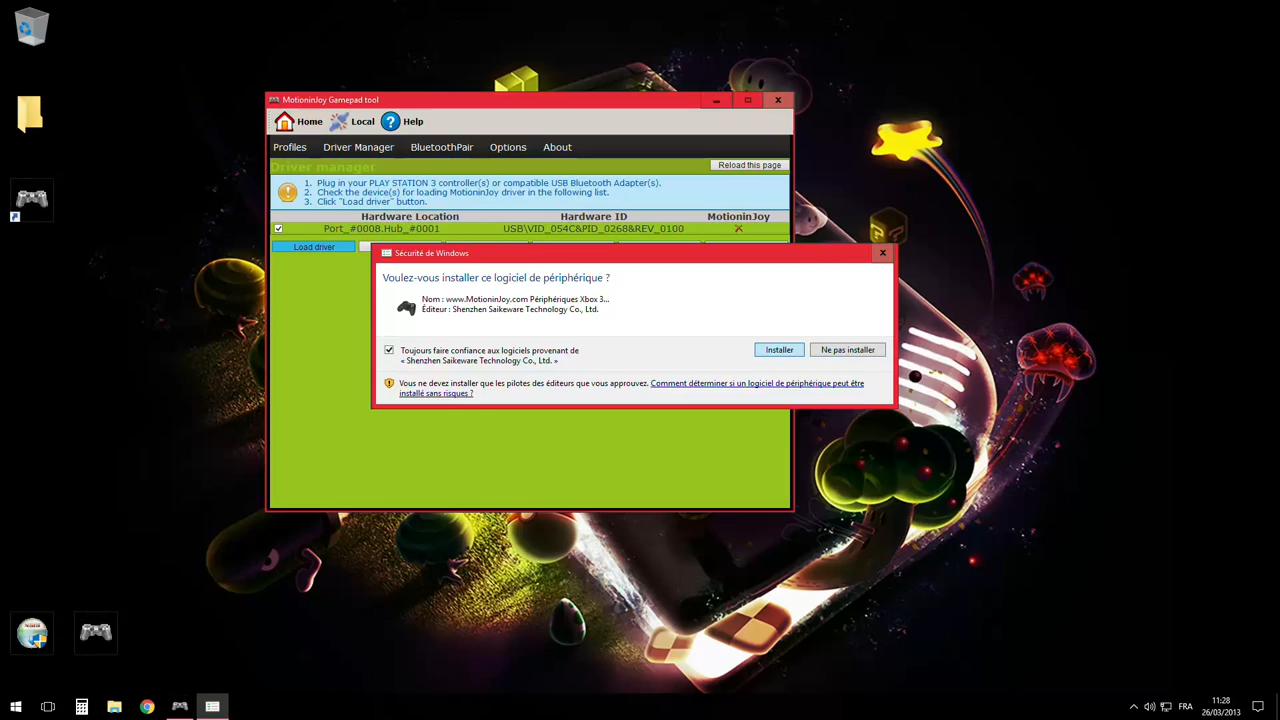 MotioninJoy Gamepad tool
Home Local Help
Profiles Driver Manager BluetoothPair Options About
Driver manager
Reload this page
1. Plug in your PLAY STATION 3 controller(s) or compatible USB Bluetooth Adapter(s).
2. Check the device(s) for loading MotioninJoy driver in the following list.
3. Click "Load driver" button.
Hardware Location Hardware ID MotioninJoy
Port_#0008.Hub_#0001 USB\VID_054C&PID_0268&REV_0100
Load driver
Sécurité de Windows
Voulez-vous installer ce logiciel de périphérique ?
Nom : www.MotioninJoy.com Périphériques Xbox 3...
Éditeur : Shenzhen Saikeware Technology Co., Ltd.
Toujours faire confiance aux logiciels provenant de
« Shenzhen Saikeware Technology Co., Ltd. »
Installer
Ne pas installer
Vous ne devez installer que les pilotes des éditeurs que vous approuvez. Comment déterminer si un logiciel de périphérique peut être
installé sans risques ?
FRA
11:28
26/03/2013